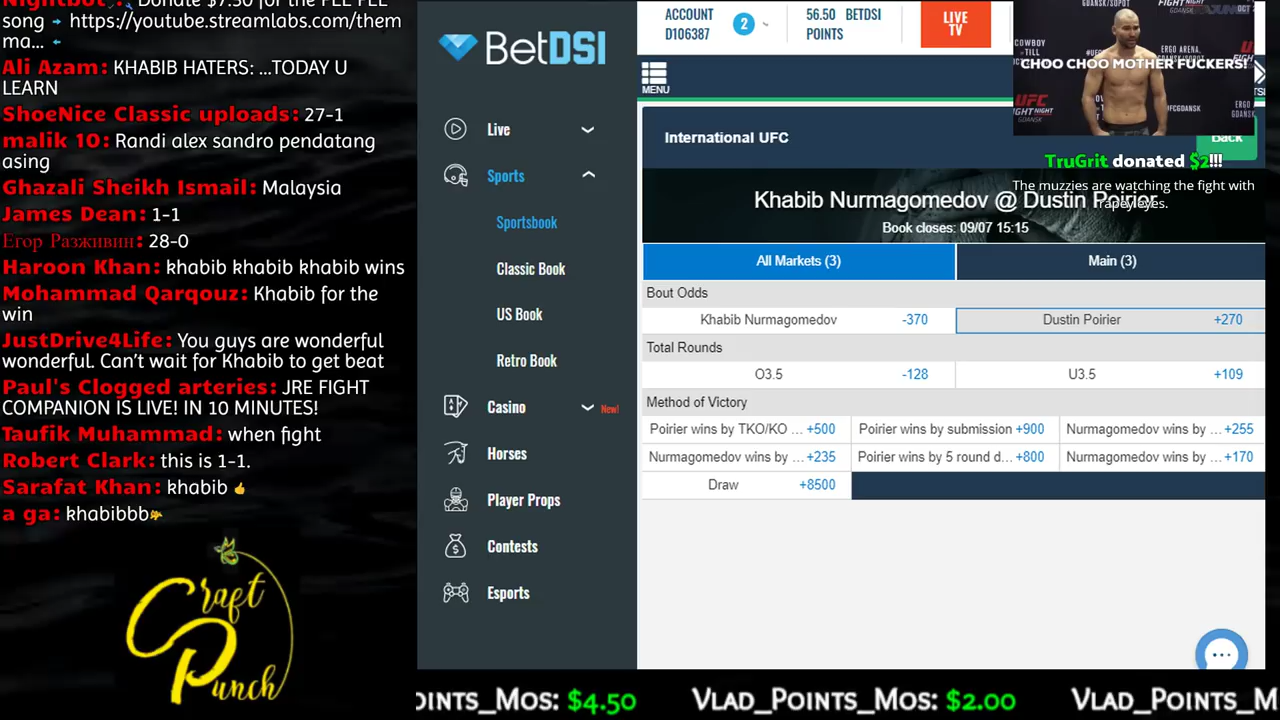 Nightbot: Donate $7.50 for the PEE PEE
song → https://youtube.streamlabs.com/them
ma... ←
Ali Azam: KHABIB HATERS: ...TODAY U
LEARN
ShoeNice Classic uploads: 27-1
malik 10: Randi alex sandro pendatang
asing
Ghazali Sheikh Ismail: Malaysia
James Dean: 1-1
Егор Разживин: 28-0
Haroon Khan: khabib khabib khabib wins
Mohammad Qarqouz: Khabib for the
win
JustDrive4Life: You guys are wonderful
wonderful. Can't wait for Khabib to get beat
Paul's Clogged arteries: JRE FIGHT
COMPANION IS LIVE! IN 10 MINUTES!
Taufik Muhammad: when fight
Robert Clark: this is 1-1.
Sarafat Khan: khabib 👍
a ga: khabibbb
Craft
Punch
BetDSI
Live
Sports
Sportsbook
Classic Book
US Book
Retro Book
Casino New!
Horses
Player Props
Contests
Esports
ACCOUNT
D106387
2
56.50 BETDSI
POINTS
LIVE
TV
MENU
International UFC
Back
CHOO CHOO MOTHER FUCKERS!
TruGrit donated $2!!!
The muzzies are watching the fight with
rapey eyes.
Khabib Nurmagomedov @ Dustin Poirier
Book closes: 09/07 15:15
All Markets (3) Main (3)
Bout Odds
Khabib Nurmagomedov -370 Dustin Poirier +270
Total Rounds
O3.5 -128 U3.5 +109
Method of Victory
Poirier wins by TKO/KO ... +500 Poirier wins by submission +900 Nurmagomedov wins by ... +255
Nurmagomedov wins by ... +235 Poirier wins by 5 round d... +800 Nurmagomedov wins by ... +170
Draw +8500
OINTS_MOS: $4.50 VLAD_POINTS_MOS: $2.00 VLAD_POINTS_M